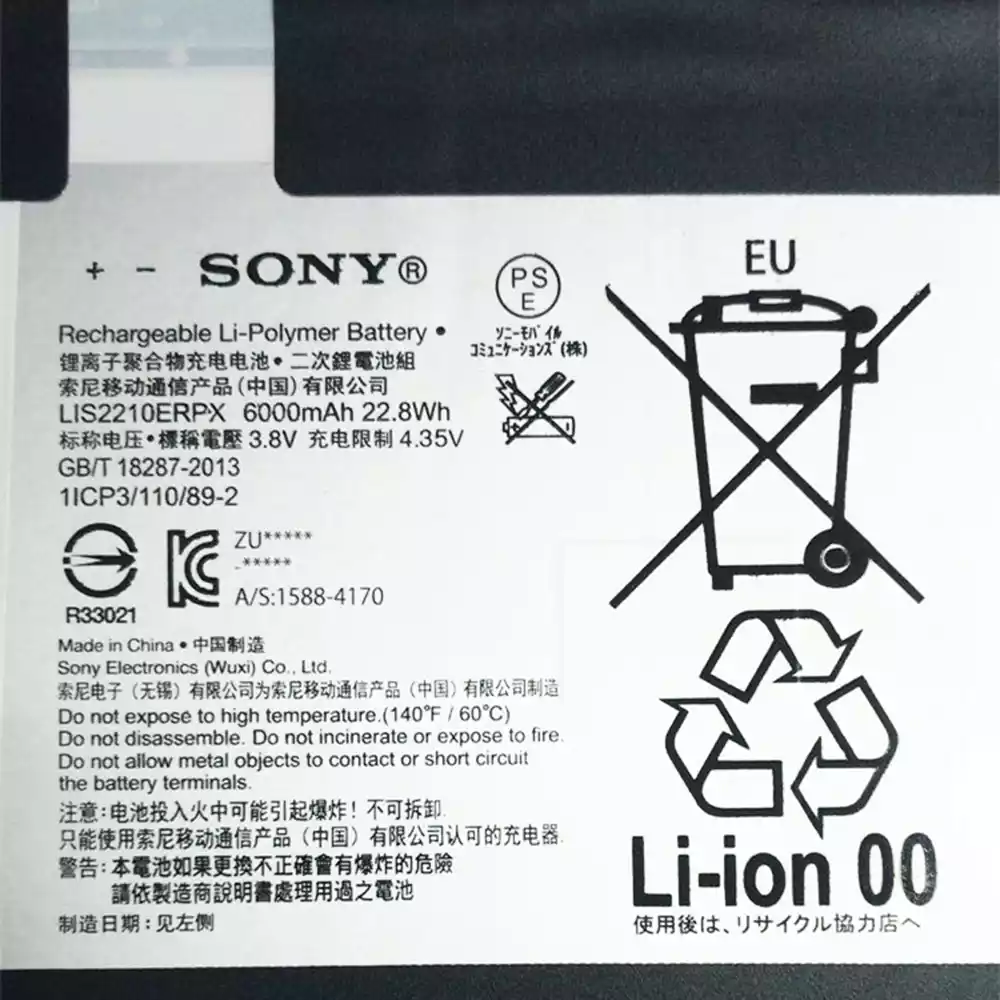 + − SONY®
PS
E
ソニーモバイル
コミュニケーションズ(株)
EU
Rechargeable Li-Polymer Battery •
锂离子聚合物充电电池 • 二次鋰電池組
索尼移动通信产品(中国)有限公司
LIS2210ERPX 6000mAh 22.8Wh
标称电压•標稱電壓 3.8V 充电限制 4.35V
GB/T 18287-2013
1ICP3/110/89-2
ZU*****
-*****
A/S:1588-4170
R33021
Made in China • 中国制造
Sony Electronics (Wuxi) Co., Ltd.
索尼电子（无锡）有限公司为索尼移动通信产品（中国）有限公司制造
Do not expose to high temperature.(140°F / 60°C)
Do not disassemble. Do not incinerate or expose to fire.
Do not allow metal objects to contact or short circuit
the battery terminals.
注意:电池投入火中可能引起爆炸! 不可拆卸.
只能使用索尼移动通信产品（中国）有限公司认可的充电器.
警告:本電池如果更換不正確會有爆炸的危險
請依製造商說明書處理用過之電池
制造日期:见左侧
Li-ion 00
使用後は、リサイクル協力店へ